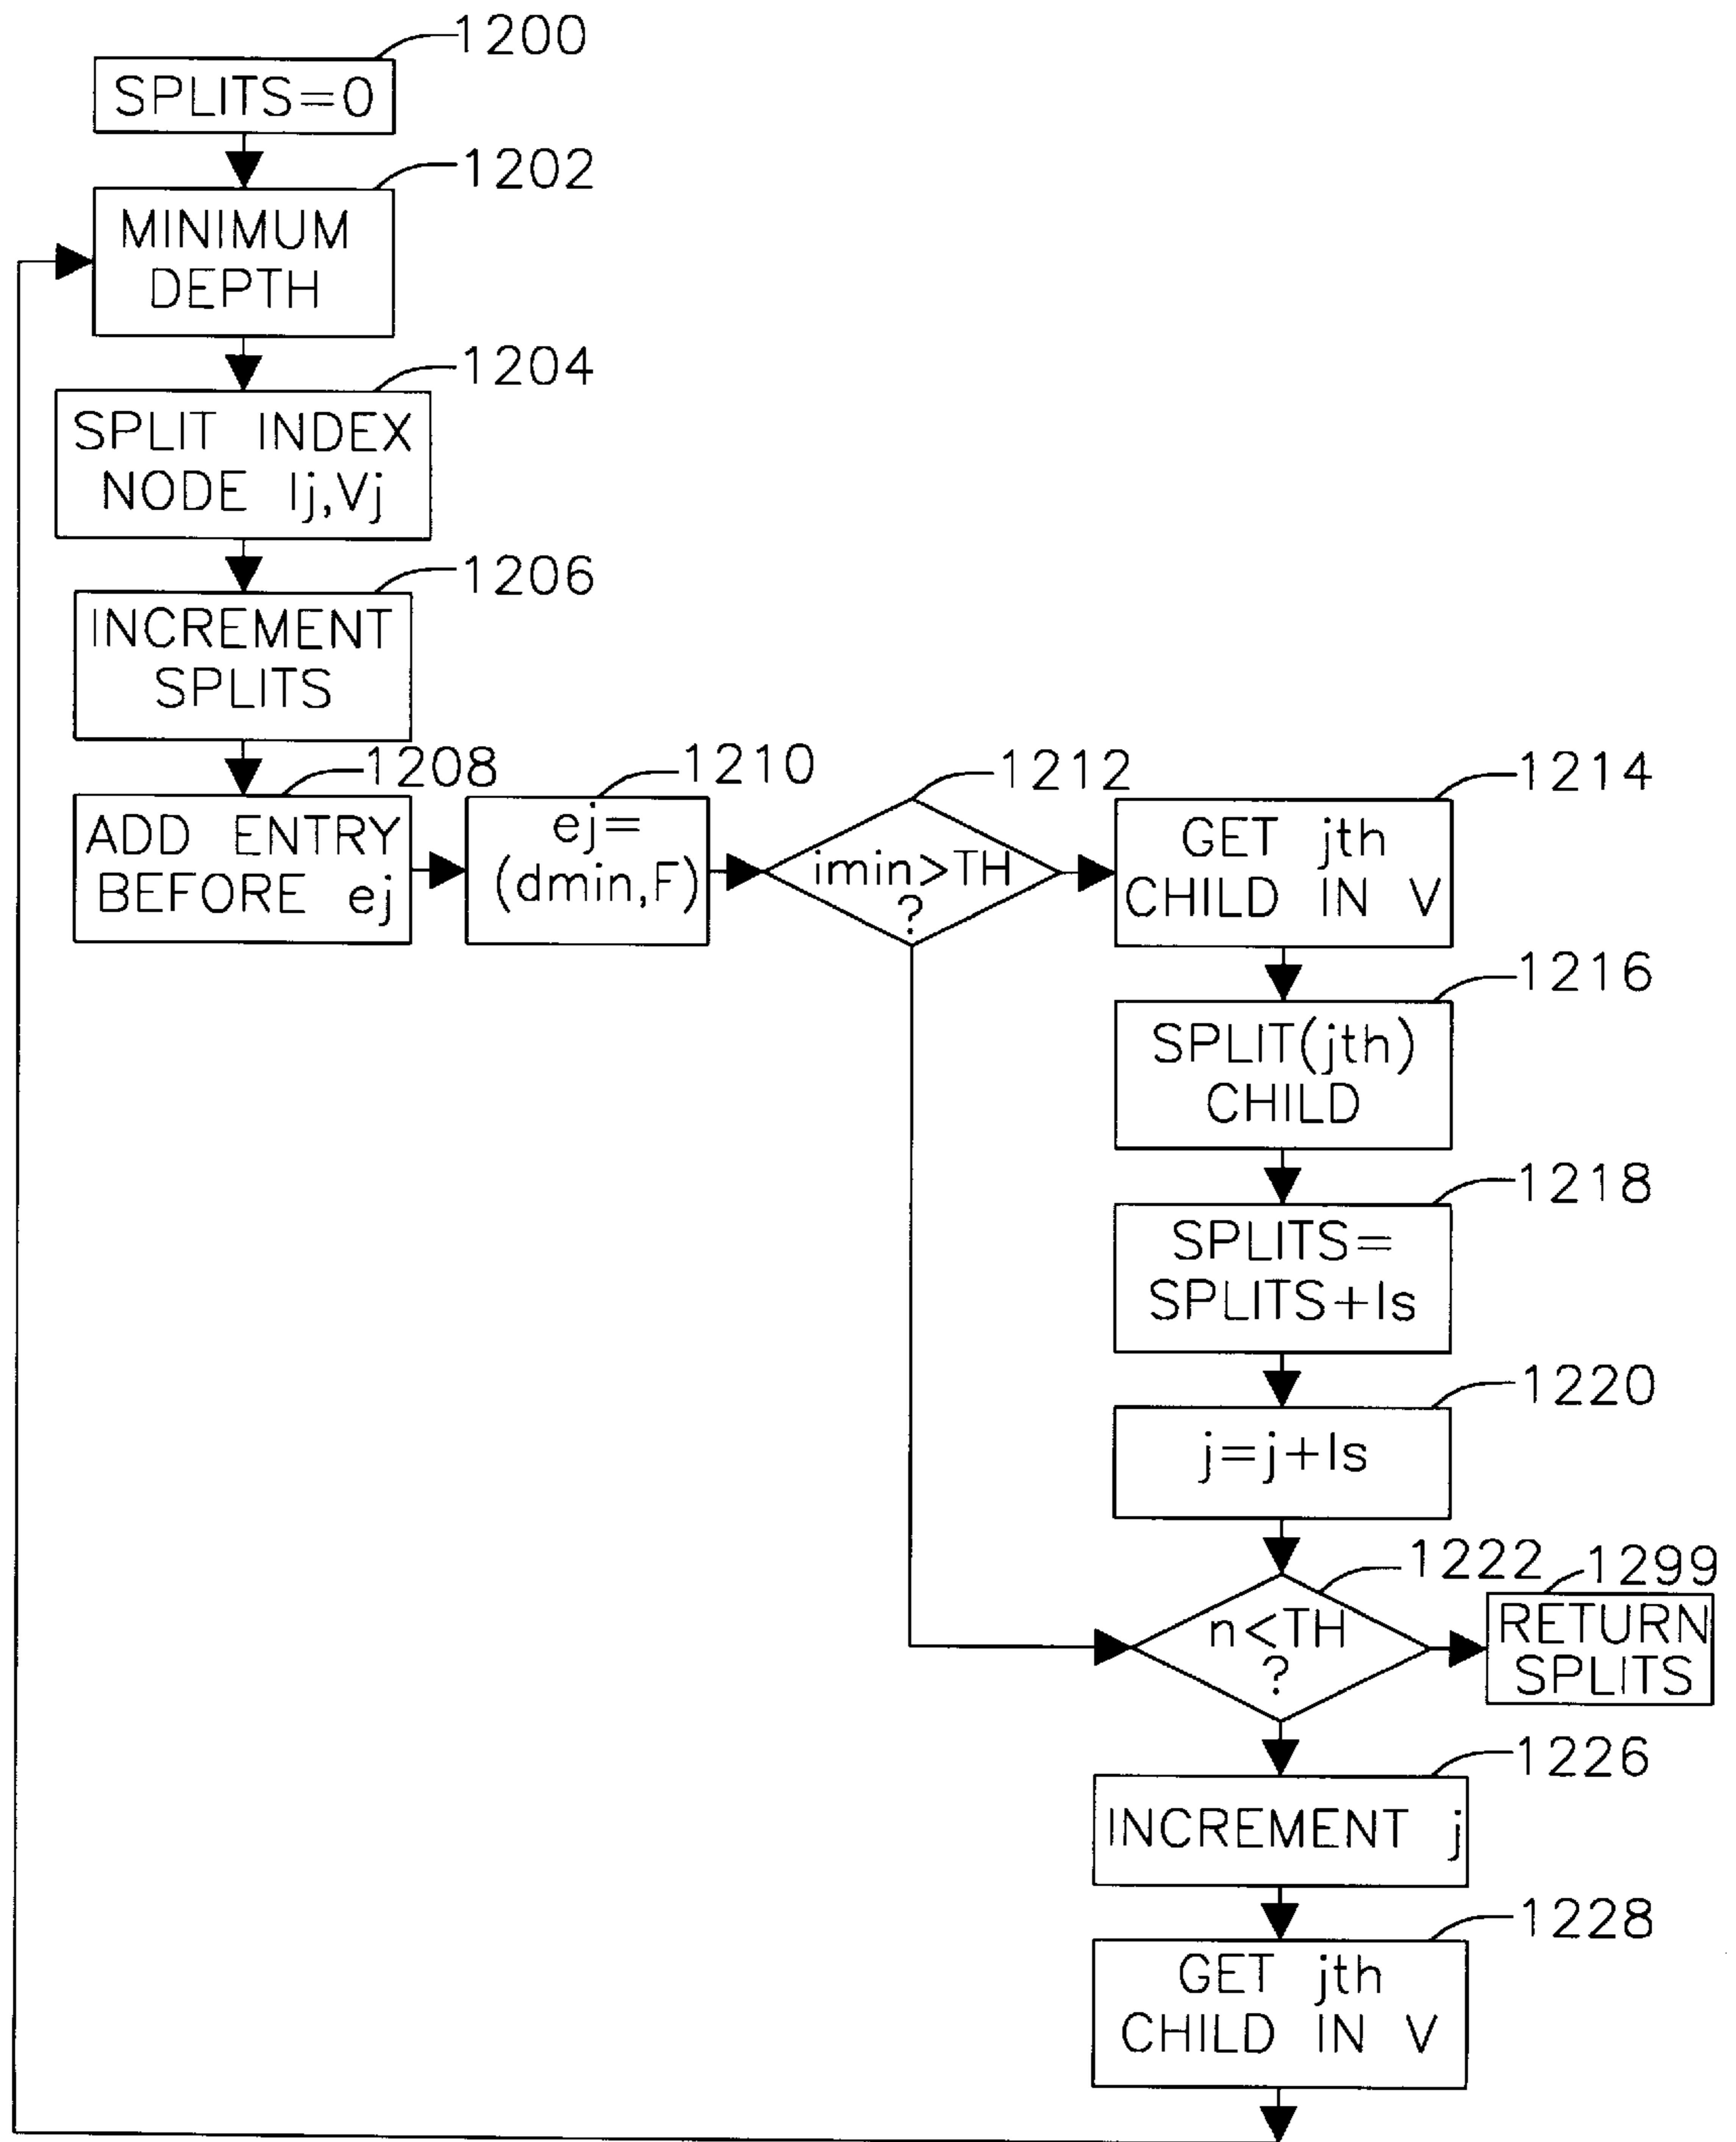 1200
SPLITS=0
1202
MINIMUM
DEPTH
1204
SPLIT INDEX
NODE Ij,Vj
1206
INCREMENT
SPLITS
1208
ADD ENTRY
BEFORE ej
1210
ej=
(dmin,F)
1212
imin>TH
?
1214
GET jth
CHILD IN V
1216
SPLIT(jth)
CHILD
1218
SPLITS=
SPLITS+Is
1220
j=j+Is
1222
n<TH
?
1299
RETURN
SPLITS
1226
INCREMENT j
1228
GET jth
CHILD IN V